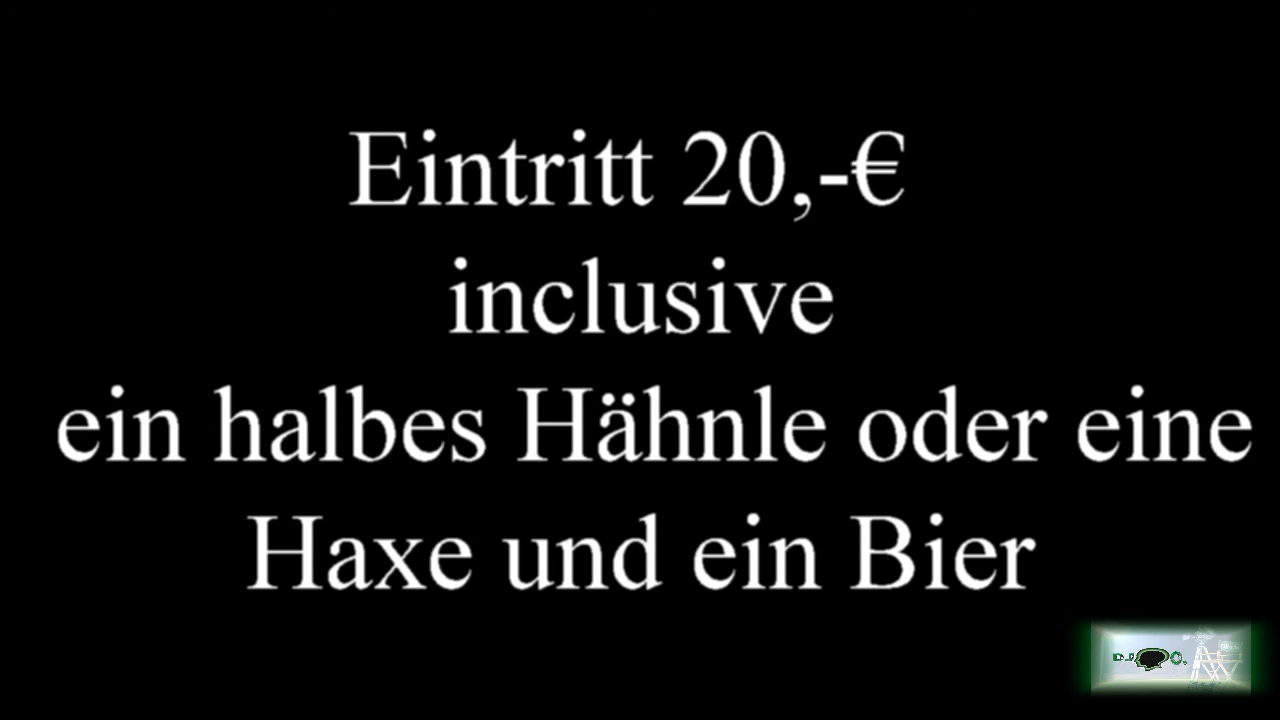 Eintritt 20,-€
inclusive
ein halbes Hähnle oder eine
Haxe und ein Bier